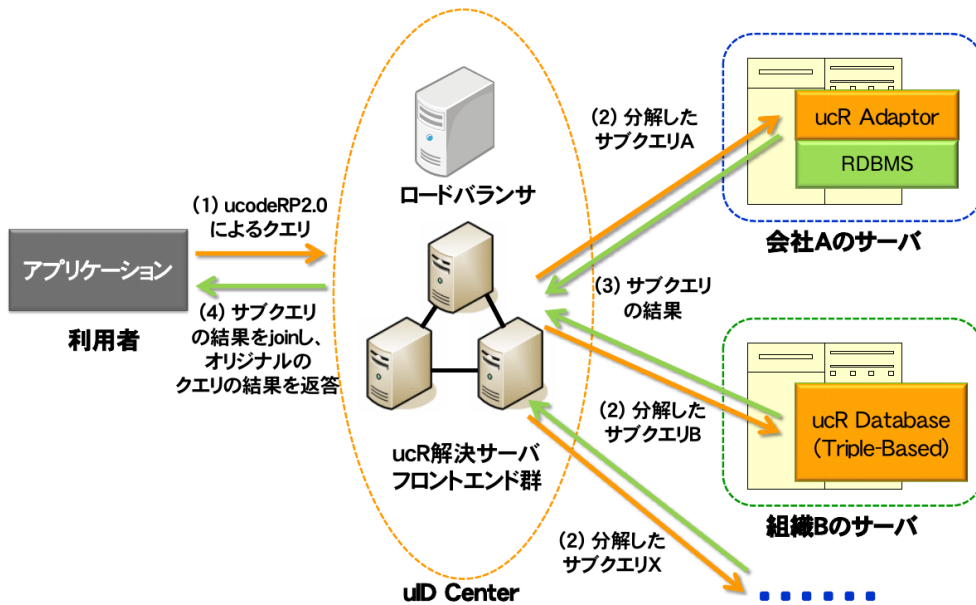 (1) ucodeRP2.0
によるクエリ
アプリケーション
利用者
(4) サブクエリ
の結果をjoinし、
オリジナルの
クエリの結果を返答
ロードバランサ
ucR解決サーバ
フロントエンド群
uID Center
(2) 分解した
サブクエリA
ucR Adaptor
RDBMS
会社Aのサーバ
(3) サブクエリ
の結果
(2) 分解した
サブクエリB
ucR Database
(Triple-Based)
組織Bのサーバ
(2) 分解した
サブクエリX